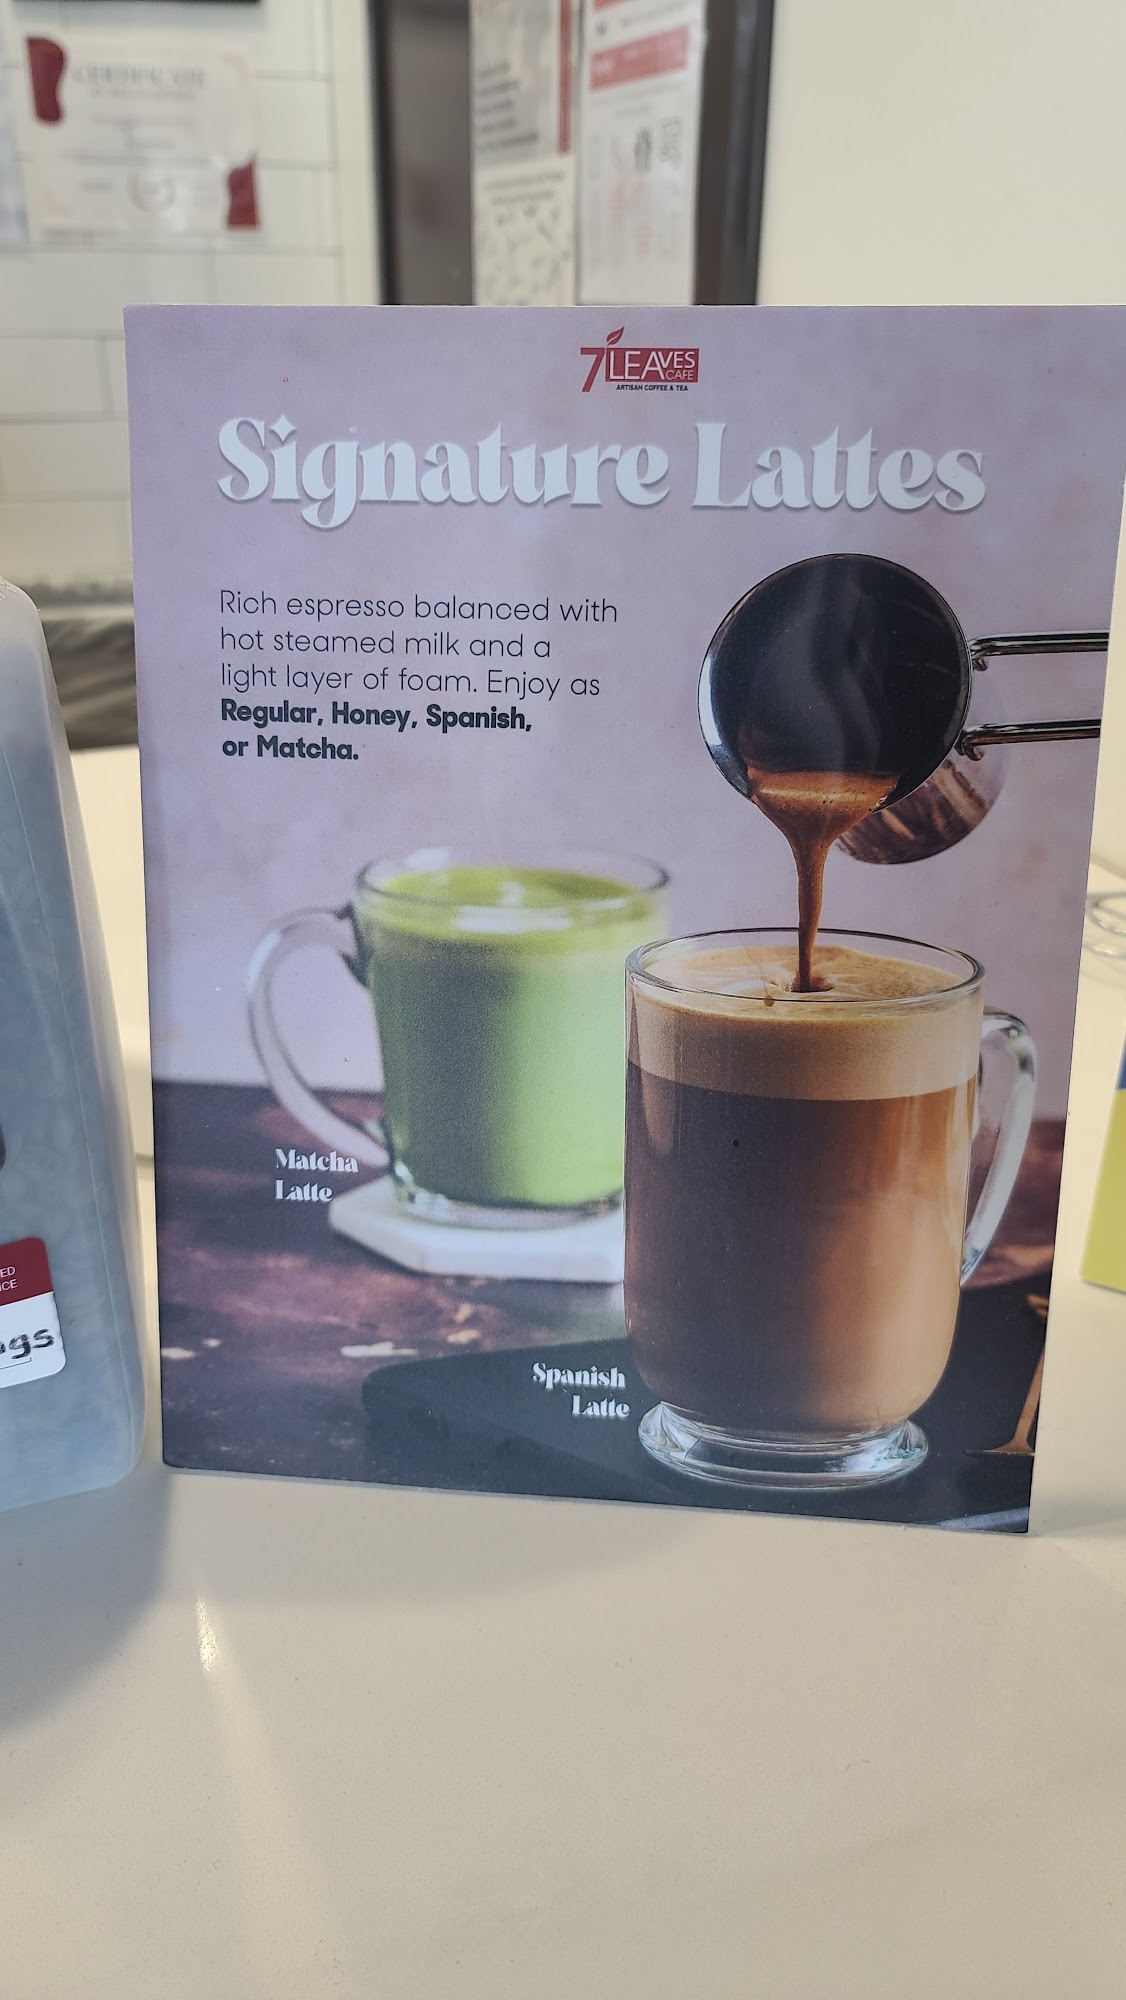 CERTIFICATE
7 LEAVES
CAFE
ARTISAN COFFEE & TEA
Signature Lattes
Rich espresso balanced with
hot steamed milk and a
light layer of foam. Enjoy as
Regular, Honey, Spanish,
or Matcha.
Matcha
Latte
Spanish
Latte